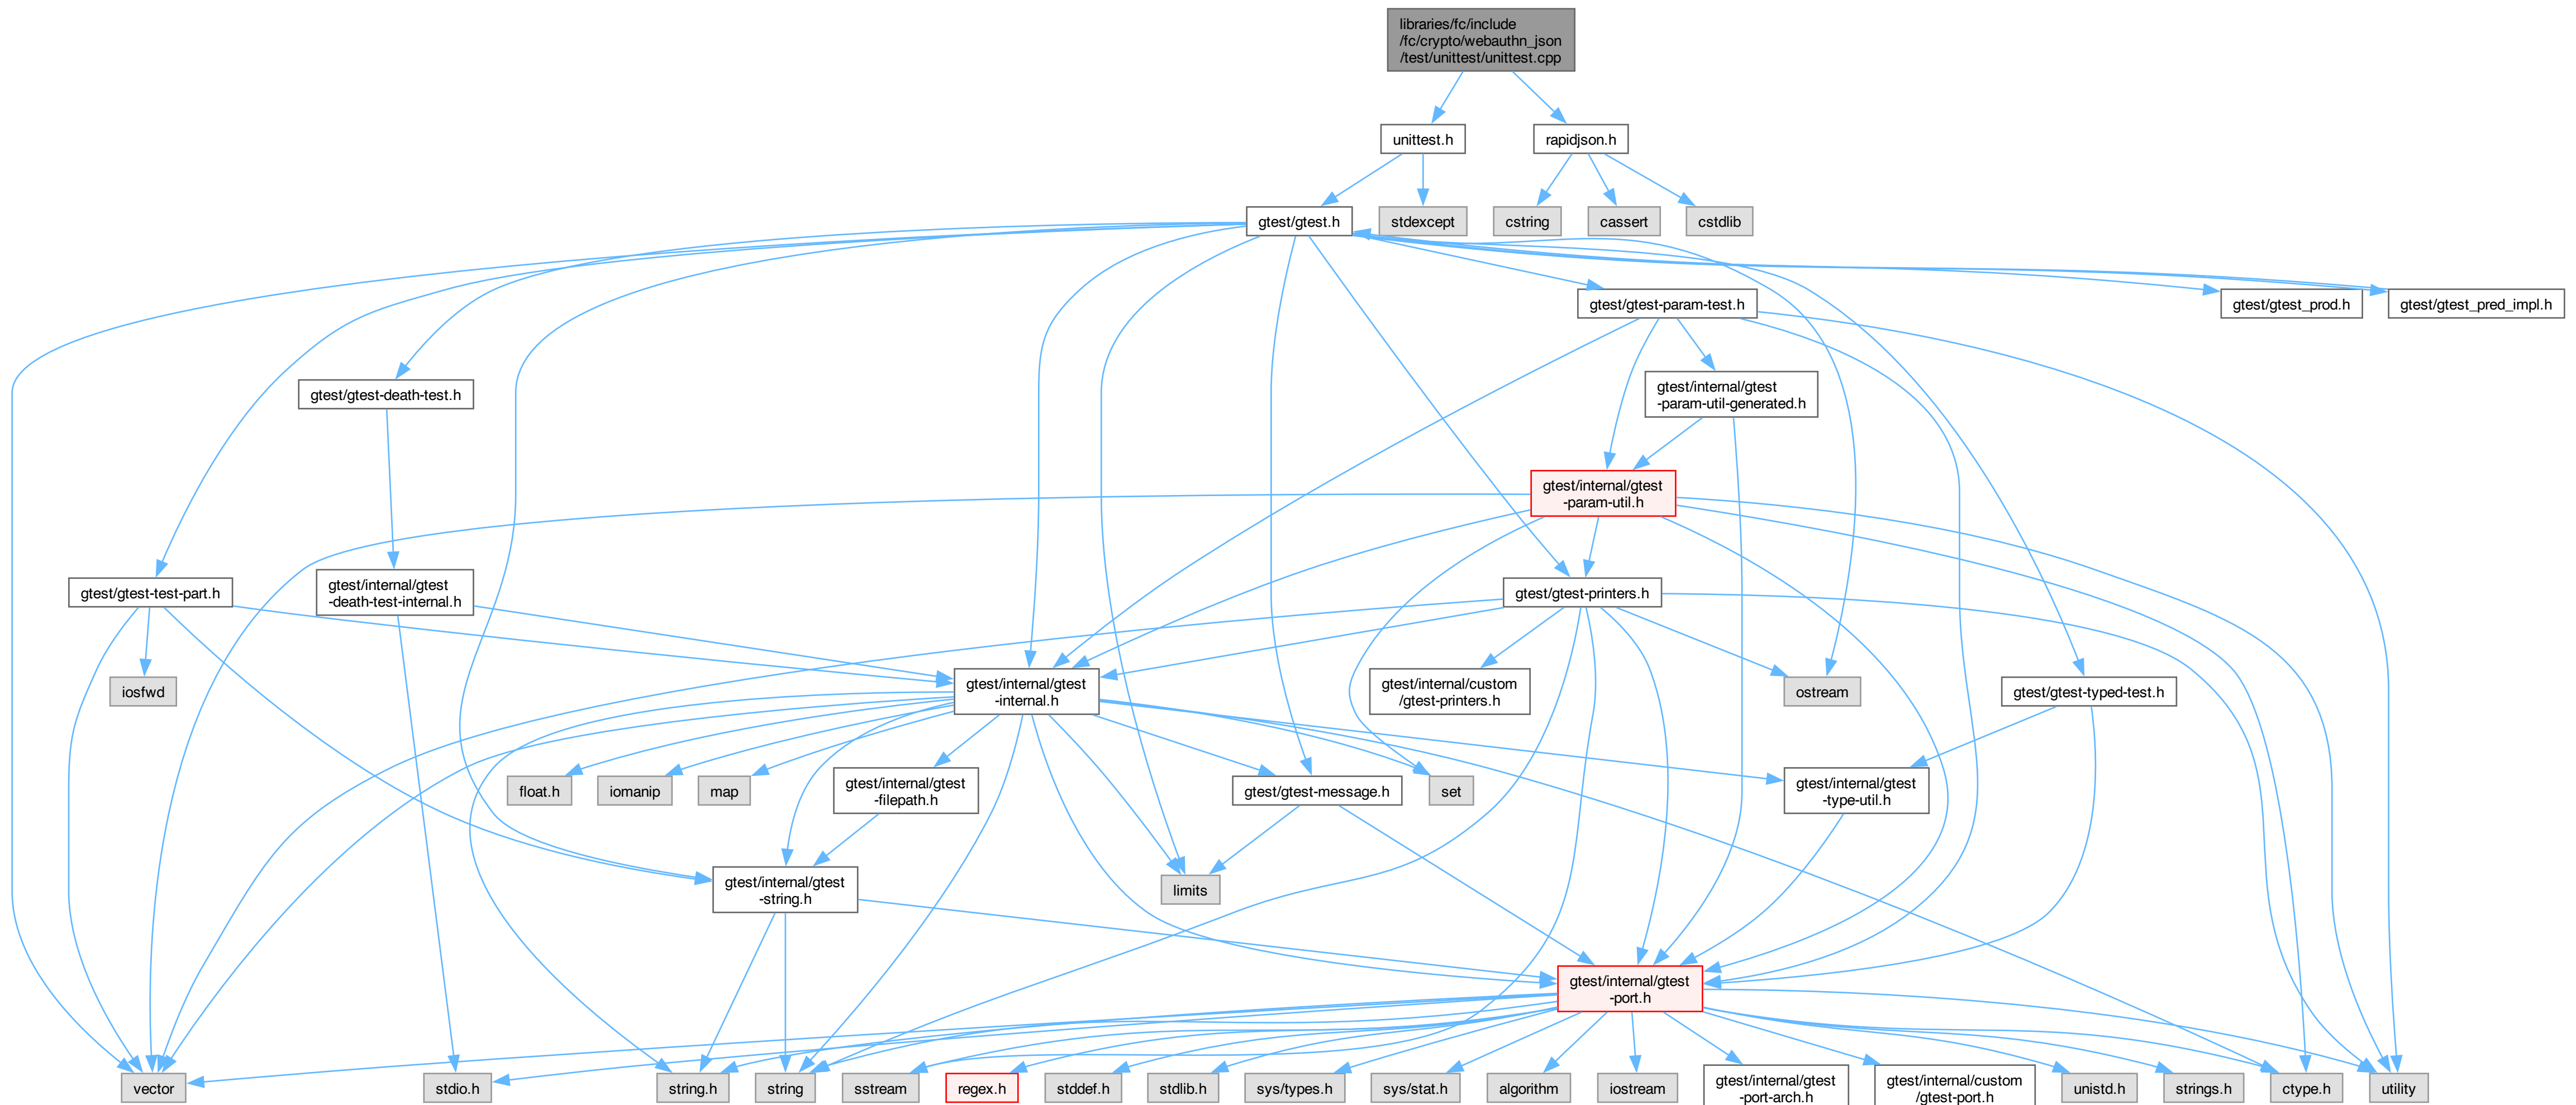 libraries/fc/include
/fc/crypto/webauthn_json
/test/unittest/unittest.cpp
unittest.h
rapidjson.h
gtest/gtest.h
stdexcept
cstring
cassert
cstdlib
gtest/gtest-param-test.h
gtest/gtest_prod.h
gtest/gtest_pred_impl.h
gtest/gtest-death-test.h
gtest/internal/gtest
-param-util-generated.h
gtest/internal/gtest
-param-util.h
gtest/gtest-test-part.h
gtest/internal/gtest
-death-test-internal.h
gtest/gtest-printers.h
iosfwd
gtest/internal/gtest
-internal.h
gtest/internal/custom
/gtest-printers.h
ostream
gtest/gtest-typed-test.h
float.h
iomanip
map
gtest/internal/gtest
-filepath.h
gtest/gtest-message.h
set
gtest/internal/gtest
-type-util.h
gtest/internal/gtest
-string.h
limits
gtest/internal/gtest
-port.h
vector
stdio.h
string.h
string
sstream
regex.h
stddef.h
stdlib.h
sys/types.h
sys/stat.h
algorithm
iostream
gtest/internal/gtest
-port-arch.h
gtest/internal/custom
/gtest-port.h
unistd.h
strings.h
ctype.h
utility